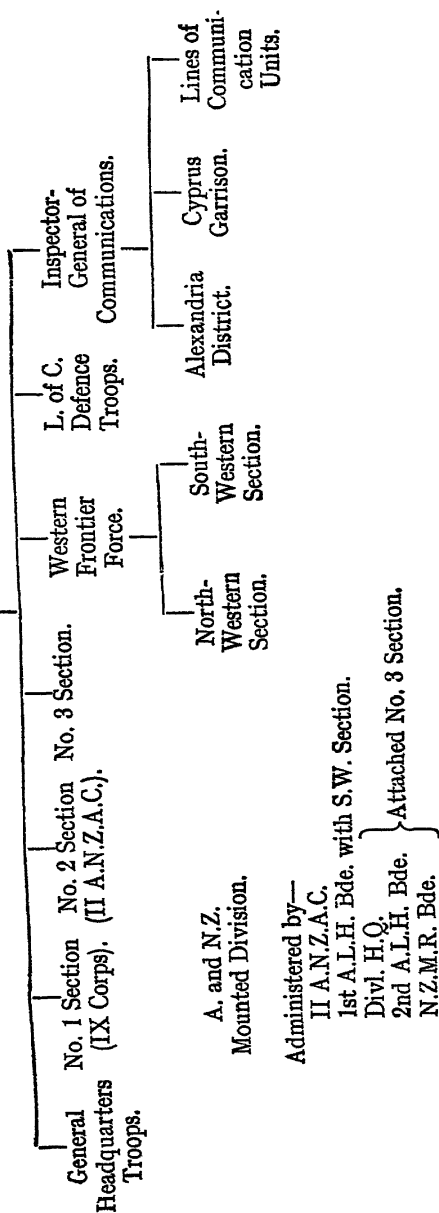 General
Headquarters
Troops.
No. 1 Section
(IX Corps).
No. 2 Section
(II A.N.Z.A.C.).
No. 3 Section.
Western
Frontier
Force.
L. of C.
Defence
Troops.
Inspector-
General of
Communications.
North-
Western
Section.
South-
Western
Section.
Alexandria
District.
Cyprus
Garrison.
Lines of
Communi-
cation
Units.
A. and N.Z.
Mounted Division.
Administered by—
II A.N.Z.A.C.
1st A.L.H. Bde. with S.W. Section.
Divl. H.Q.
2nd A.L.H. Bde.
N.Z.M.R. Bde.
Attached No. 3 Section.